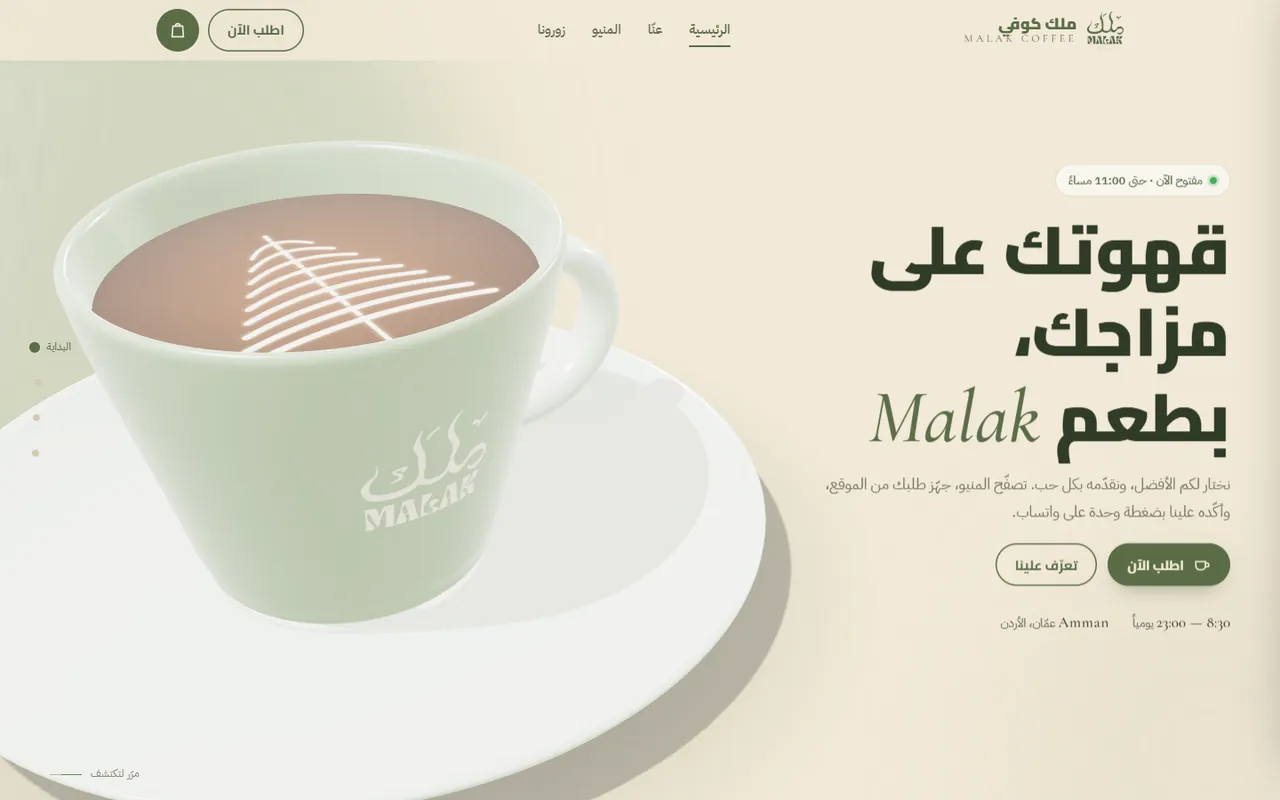 ملك
MALAK
ملك كوفي
MALAK COFFEE
الرئيسية
عنّا
المنيو
زورونا
اطلب الآن
مفتوح الآن · حتى 11:00 مساءً
قهوتك على
مزاجك،
بطعم Malak
نختار لكم الأفضل، ونقدّمه بكل حب. تصفّح المنيو، جهّز طلبك من الموقع،
وأكّده علينا بضغطة وحدة على واتساب.
اطلب الآن
تعرّف علينا
8:30 — 23:00 يومياً
Amman عمّان، الأردن
ملك
MALAK
البداية
مرّر لتكتشف